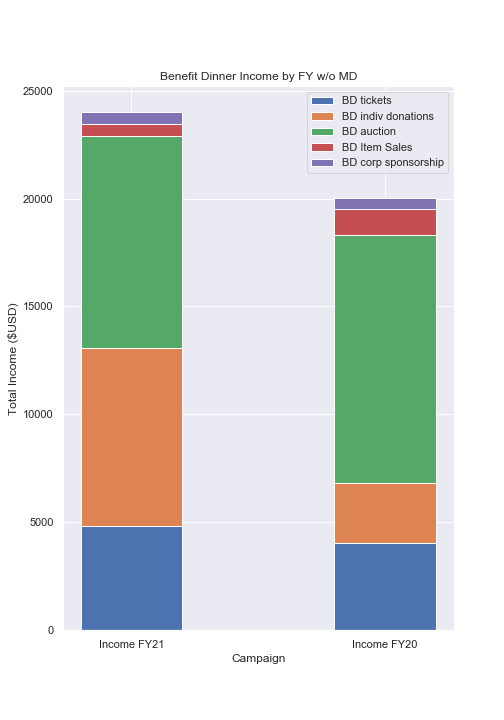 Benefit Dinner Income by FY w/o MD
25000
20000
15000
10000
5000
0
Total Income ($USD)
BD tickets
BD indiv donations
BD auction
BD Item Sales
BD corp sponsorship
Income FY21
Income FY20
Campaign